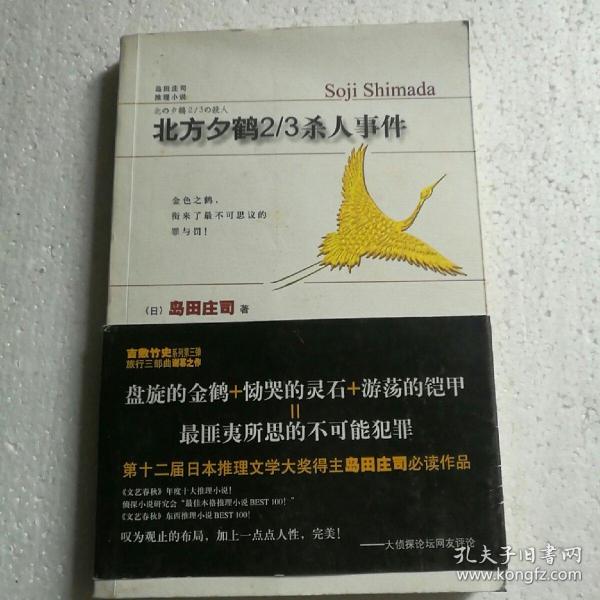 岛田庄司
推理小说
Soji Shimada
北の夕鶴2/3の殺人
北方夕鹤2/3杀人事件
金色之鹤，
衔来了最不可思议的
罪与罚！
（日）岛田庄司 著
吉敷竹史系列第三弹
旅行三部曲谢幕之作
盘旋的金鹤+恸哭的灵石+游荡的铠甲
=
最匪夷所思的不可能犯罪
第十二届日本推理文学大奖得主岛田庄司必读作品
《文艺春秋》年度十大推理小说！
侦探小说研究会“最佳本格推理小说BEST 100！”
《文艺春秋》东西推理小说BEST 100！
叹为观止的布局，加上一点点人性，完美！
——大侦探论坛网友评论
孔夫子旧书网
www.kongfz.com